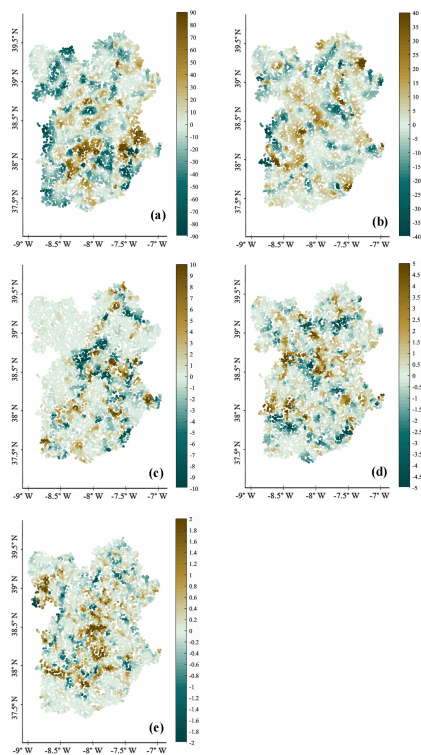 39.5° N
39° N
38.5° N
38° N
37.5° N
-9° W -8.5° W -8° W -7.5° W -7° W
90
80
70
60
50
40
30
20
10
0
-10
-20
-30
-40
-50
-60
-70
-80
-90
(a)
39.5° N
39° N
38.5° N
38° N
37.5° N
-9° W -8.5° W -8° W -7.5° W -7° W
40
35
30
25
20
15
10
5
0
-5
-10
-15
-20
-25
-30
-35
-40
(b)
39.5° N
39° N
38.5° N
38° N
37.5° N
-9° W -8.5° W -8° W -7.5° W -7° W
10
9
8
7
6
5
4
3
2
1
0
-1
-2
-3
-4
-5
-6
-7
-8
-9
-10
(c)
39.5° N
39° N
38.5° N
38° N
37.5° N
-9° W -8.5° W -8° W -7.5° W -7° W
5
4.5
4
3.5
3
2.5
2
1.5
1
0.5
0
-0.5
-1
-1.5
-2
-2.5
-3
-3.5
-4
-4.5
-5
(d)
39.5° N
39° N
38.5° N
38° N
37.5° N
-9° W -8.5° W -8° W -7.5° W -7° W
2
1.8
1.6
1.4
1.2
1
0.8
0.6
0.4
0.2
0
-0.2
-0.4
-0.6
-0.8
-1
-1.2
-1.4
-1.6
-1.8
-2
(e)